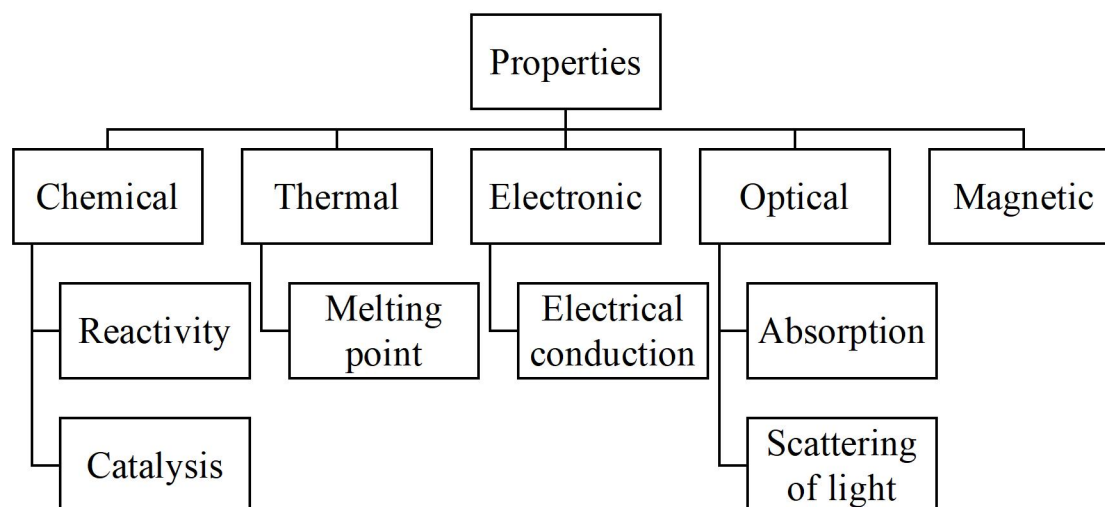 Properties
Chemical
Thermal
Electronic
Optical
Magnetic
Reactivity
Melting
point
Electrical
conduction
Absorption
Catalysis
Scattering
of light